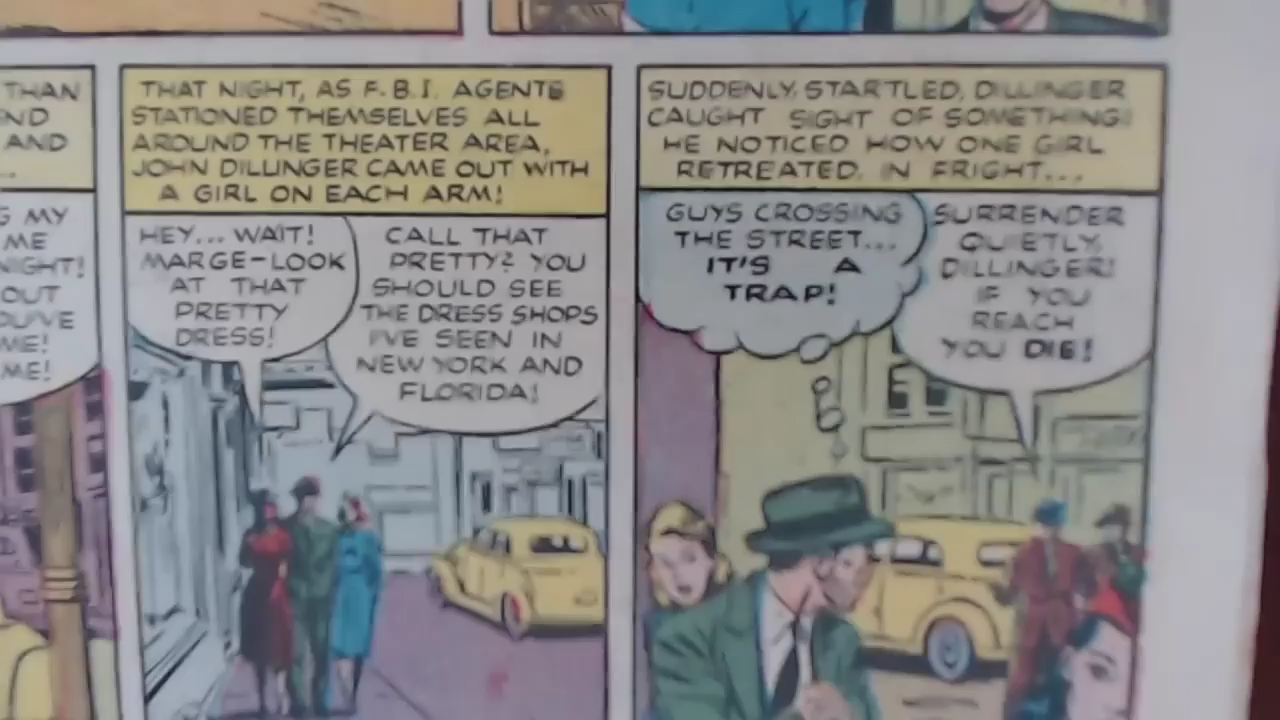 THAN
ND
AND
..
G MY
ME
NIGHT!
OUT
OU'VE
ME!
ME!
THAT NIGHT, AS F.B.I. AGENTS
STATIONED THEMSELVES ALL
AROUND THE THEATER AREA,
JOHN DILLINGER CAME OUT WITH
A GIRL ON EACH ARM!
HEY... WAIT!
MARGE-LOOK
AT THAT
PRETTY
DRESS!
CALL THAT
PRETTY? YOU
SHOULD SEE
THE DRESS SHOPS
I'VE SEEN IN
NEW YORK AND
FLORIDA!
SUDDENLY, STARTLED, DILLINGER
CAUGHT SIGHT OF SOMETHING!
HE NOTICED HOW ONE GIRL
RETREATED, IN FRIGHT...
GUYS CROSSING
THE STREET...
IT'S A
TRAP!
SURRENDER
QUIETLY,
DILLINGER!
IF YOU
REACH
YOU DIE!